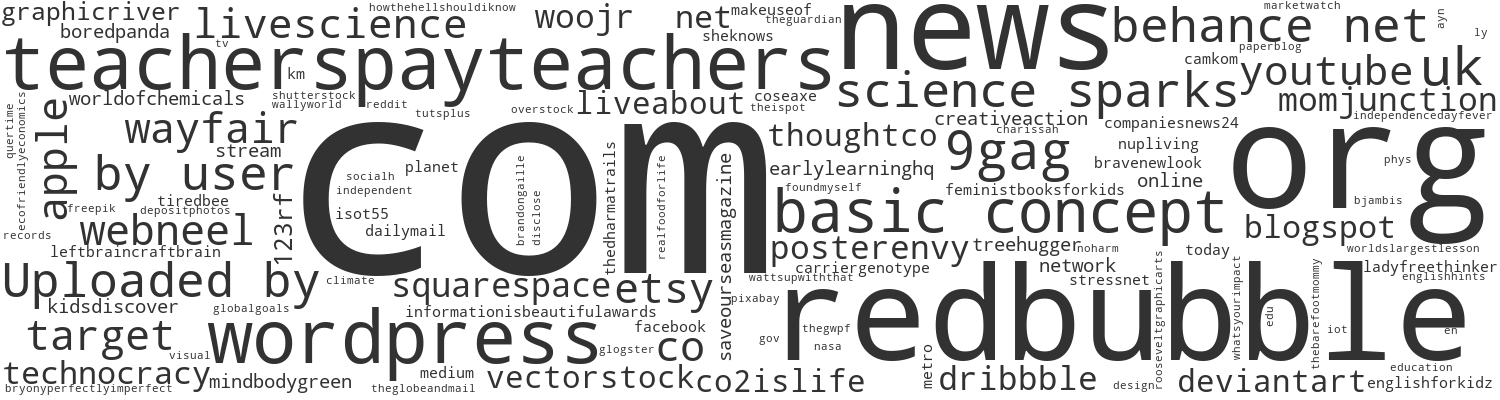 graphicriver
howthehellshouldiknow
livescience
boredpanda
woojr
net
makeuseof
theguardian
sheknows
news
behance net
marketwatch
ayn
ly
tv
teacherspayteachers
km
paperblog
camkom
youtube
uk
worldofchemicals
shutterstock
wallyworld
reddit
tutsplus
overstock
liveabout
coseaxe
theispot
science sparks
momjunction
independencedayfever
quertime
ecofriendlyeconomics
apple
wayfair
stream
com
thoughtco
creativeaction
charissah
companiesnews24
9gag
nupliving
bravenewlook
org
phys
by user
planet
socialh
independent
brandongaille
disclose
thedharmatrails
realfoodforlife
saveourseasmagazine
earlylearninghq
foundmyself
feministbooksforkids
online
bjambis
tiredbee
freepik
depositphotos
isot55
dailymail
basic concept
blogspot
records
webneel
123rf
leftbraincraftbrain
posterenvy
treehugger
noharm
today
worldslargestlesson
Uploaded by
climate
squarespace
etsy
wattsupwiththat
carriergenotype
network
stressnet
ladyfreethinker
englishhints
kidsdiscover
globalgoals
informationisbeautifulawards
pixabay
redbubble
rooseveltgraphicarts
whatsyourimpact
edu
thebarefootmommy
iot
en
target
wordpress
facebook
co
glogster
gov
thegwpf
nasa
visual
technocracy
mindbodygreen
medium
theglobeandmail
vectorstock
co2islife
metro
dribbble
design
deviantart
education
englishforkidz
bryonyperfectlyimperfect